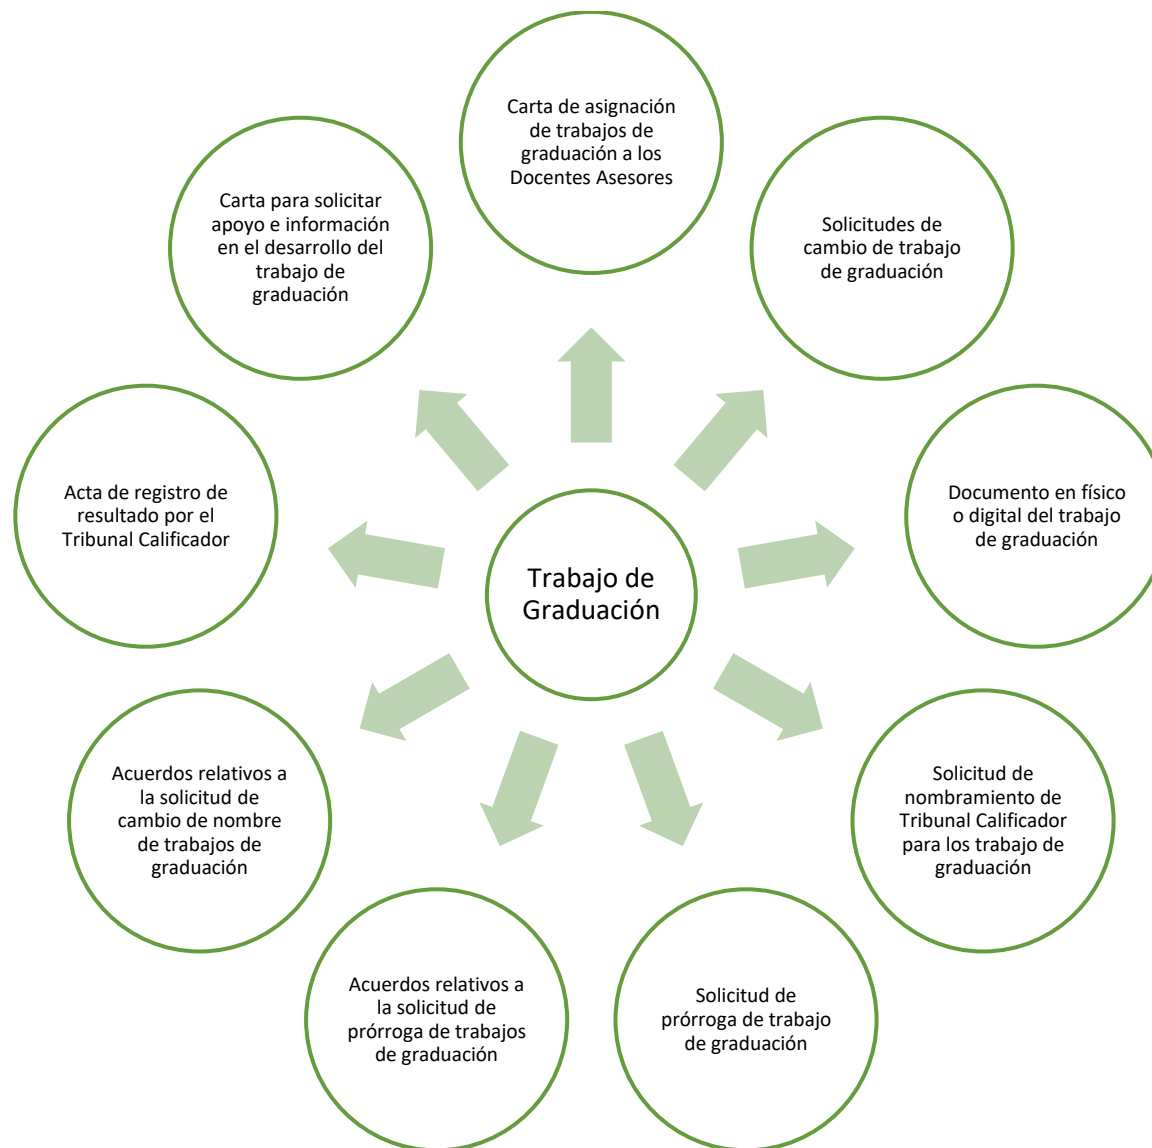 Carta de asignación
de trabajos de
graduación a los
Docentes Asesores
Solicitudes de
cambio de trabajo
de graduación
Documento en físico
o digital del trabajo
de graduación
Solicitud de
nombramiento de
Tribunal Calificador
para los trabajo de
graduación
Solicitud de
prórroga de trabajo
de graduación
Acuerdos relativos a
la solicitud de
prórroga de trabajos
de graduación
Acuerdos relativos a
la solicitud de
cambio de nombre
de trabajos de
graduación
Acta de registro de
resultado por el
Tribunal Calificador
Carta para solicitar
apoyo e información
en el desarrollo del
trabajo de
graduación
Trabajo de
Graduación